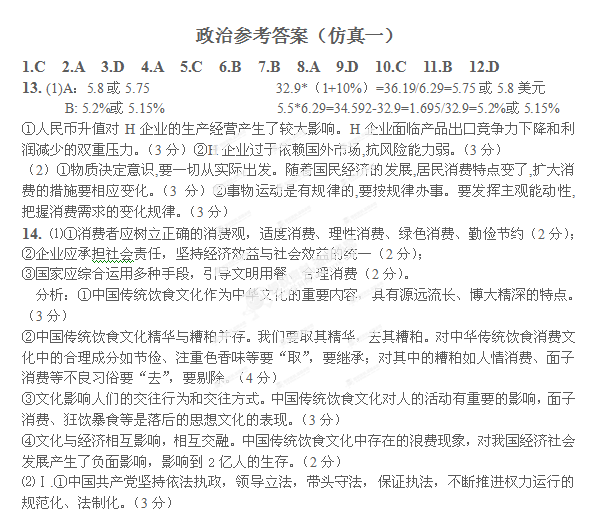 政治参考答案（仿真一）
1.C 2.A 3.D 4.A 5.C 6.B 7.B 8.A 9.D 10.C 11.B 12.D
13. (1)A：5.8或 5.75 32.9*（1+10%）=36.19/6.29=5.75或 5.8 美元
B: 5.2%或 5.15% 5.5*6.29=34.592-32.9=1.695/32.9=5.2%或 5.15%
①人民币升值对 H 企业的生产经营产生了较大影响。H 企业面临产品出口竞争力下降和利
润减少的双重压力。（3 分）②H 企业过于依赖国外市场,抗风险能力弱。（3 分）
（2）①物质决定意识,要一切从实际出发。随着国民经济的发展,居民消费特点变了,扩大消
费的措施要相应变化。（3 分）②事物运动是有规律的,要按规律办事。要发挥主观能动性,
把握消费需求的变化规律。（3 分）
14. ⑴①消费者应树立正确的消费观，适度消费、理性消费、绿色消费、勤俭节约（2 分）；
②企业应承担社会责任，坚持经济效益与社会效益的统一（2 分）；
③国家应综合运用多种手段，引导文明用餐、合理消费（2 分）。
分析：①中国传统饮食文化作为中华文化的重要内容，具有源远流长、博大精深的特点。
（3 分）
②中国传统饮食文化精华与糟粕并存。我们要取其精华，去其糟粕。对中华传统饮食消费文
化中的合理成分如节俭、注重色香味等要“取”，要继承；对其中的糟粕如人情消费、面子
消费等不良习俗要“去”，要剔除。（4 分）
③文化影响人们的交往行为和交往方式。中国传统饮食文化对人的活动有重要的影响，面子
消费、狂饮暴食等是落后的思想文化的表现。（3 分）
④文化与经济相互影响，相互交融。中国传统饮食文化中存在的浪费现象，对我国经济社会
发展产生了负面影响，影响到 2 亿人的生存。（2 分）
⑵Ⅰ.①中国共产党坚持依法执政，领导立法，带头守法，保证执法，不断推进权力运行的
规范化、法制化。（3 分）